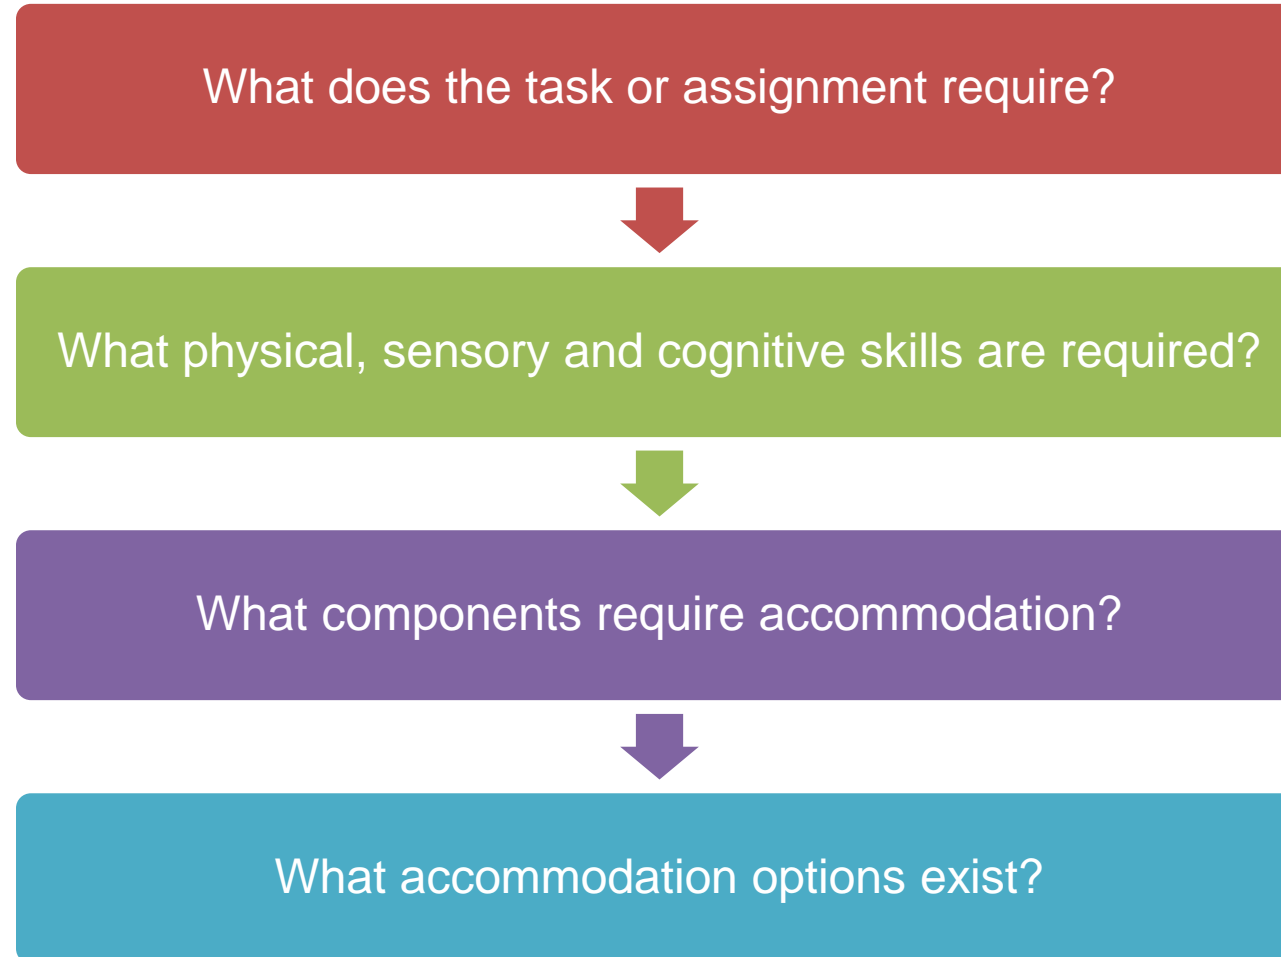 What does the task or assignment require?
What physical, sensory and cognitive skills are required?
What components require accommodation?
What accommodation options exist?